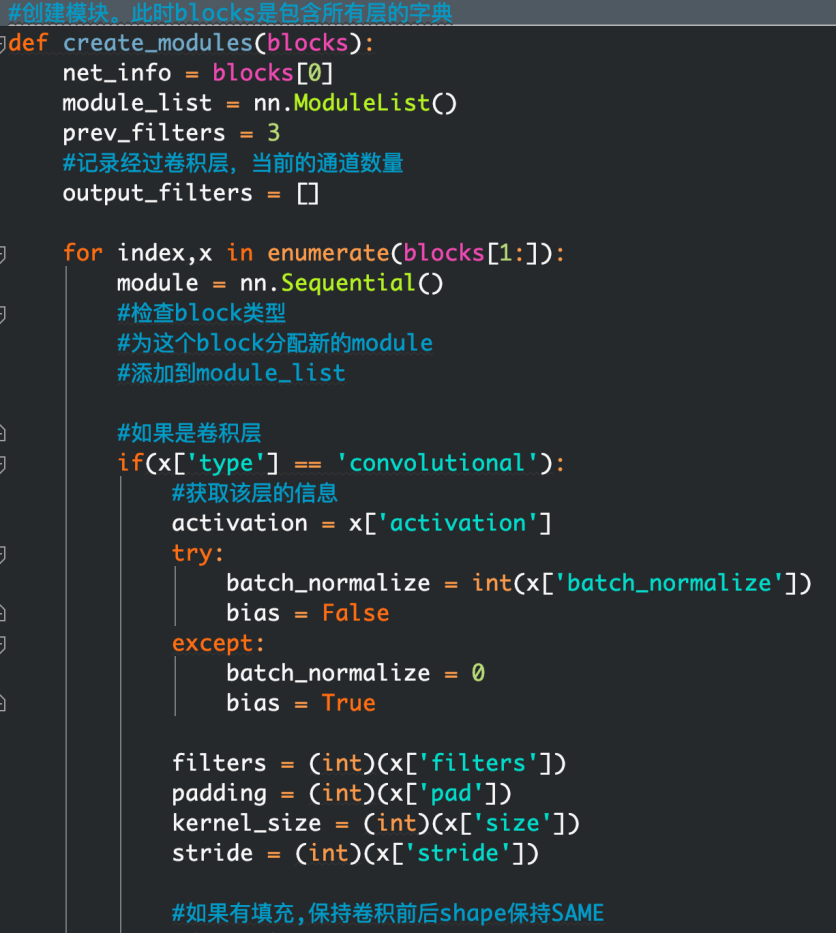 #创建模块。此时blocks是包含所有层的字典
def create_modules(blocks):
    net_info = blocks[0]
    module_list = nn.ModuleList()
    prev_filters = 3
    #记录经过卷积层，当前的通道数量
    output_filters = []

    for index,x in enumerate(blocks[1:]):
        module = nn.Sequential()
        #检查block类型
        #为这个block分配新的module
        #添加到module_list

        #如果是卷积层
        if(x['type'] == 'convolutional'):
            #获取该层的信息
            activation = x['activation']
            try:
                batch_normalize = int(x['batch_normalize'])
                bias = False
            except:
                batch_normalize = 0
                bias = True

            filters = (int)(x['filters'])
            padding = (int)(x['pad'])
            kernel_size = (int)(x['size'])
            stride = (int)(x['stride'])

            #如果有填充,保持卷积前后shape保持SAME